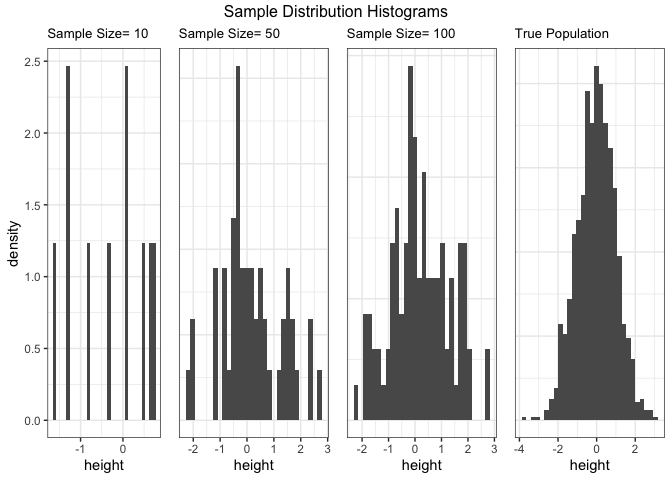 Sample Distribution Histograms
Sample Size= 10
Sample Size= 50
Sample Size= 100
True Population
density
2.5
2.0
1.5
1.0
0.5
0.0
-1 0
-2 -1 0 1 2 3
-2 -1 0 1 2 3
-4 -2 0 2
height
height
height
height